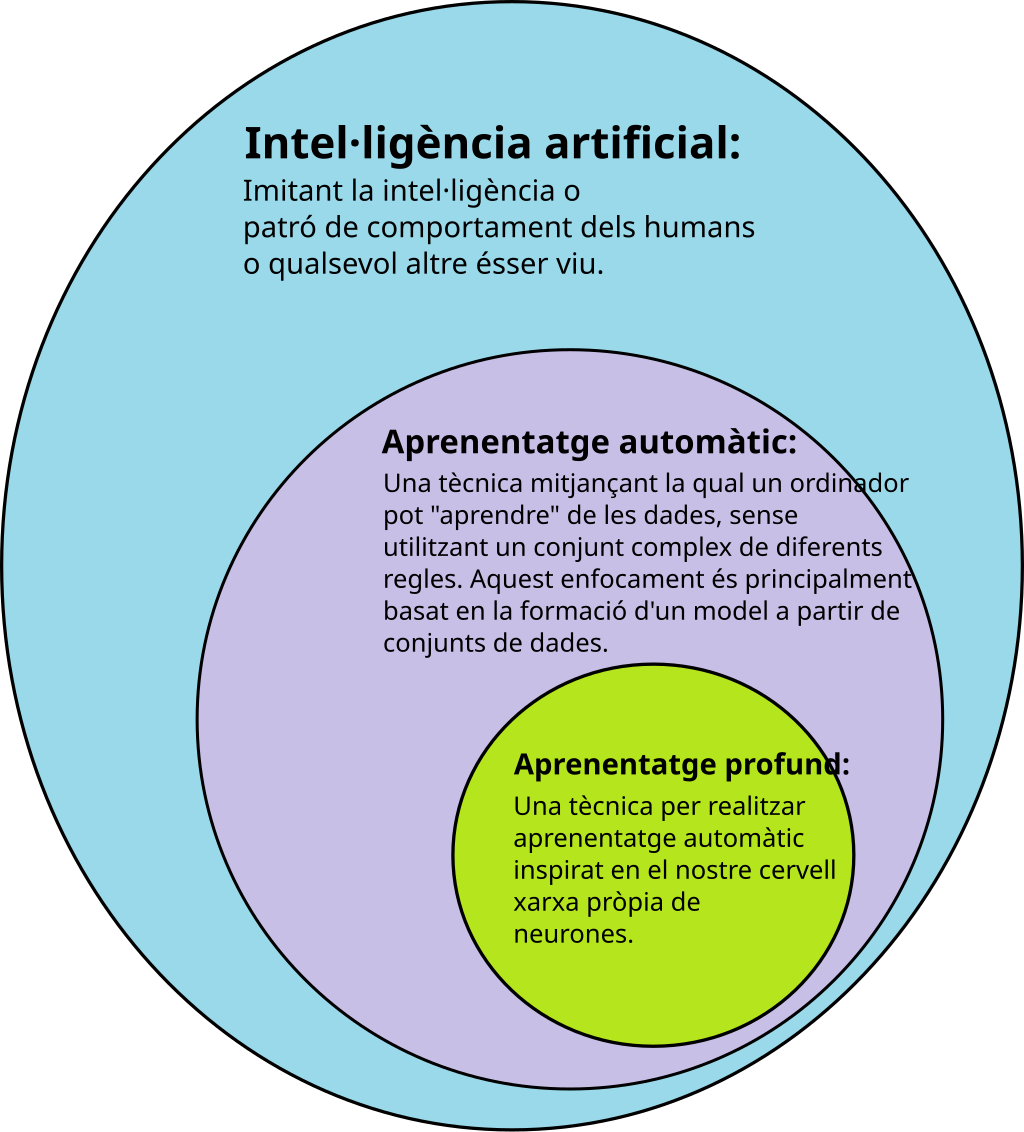 Intel·ligència artificial:
Imitant la intel·ligència o
patró de comportament dels humans
o qualsevol altre ésser viu.
Aprenentatge automàtic:
Una tècnica mitjançant la qual un ordinador
pot "aprendre" de les dades, sense
utilitzant un conjunt complex de diferents
regles. Aquest enfocament és principalment
basat en la formació d'un model a partir de
conjunts de dades.
Aprenentatge profund:
Una tècnica per realitzar
aprenentatge automàtic
inspirat en el nostre cervell
xarxa pròpia de
neurones.